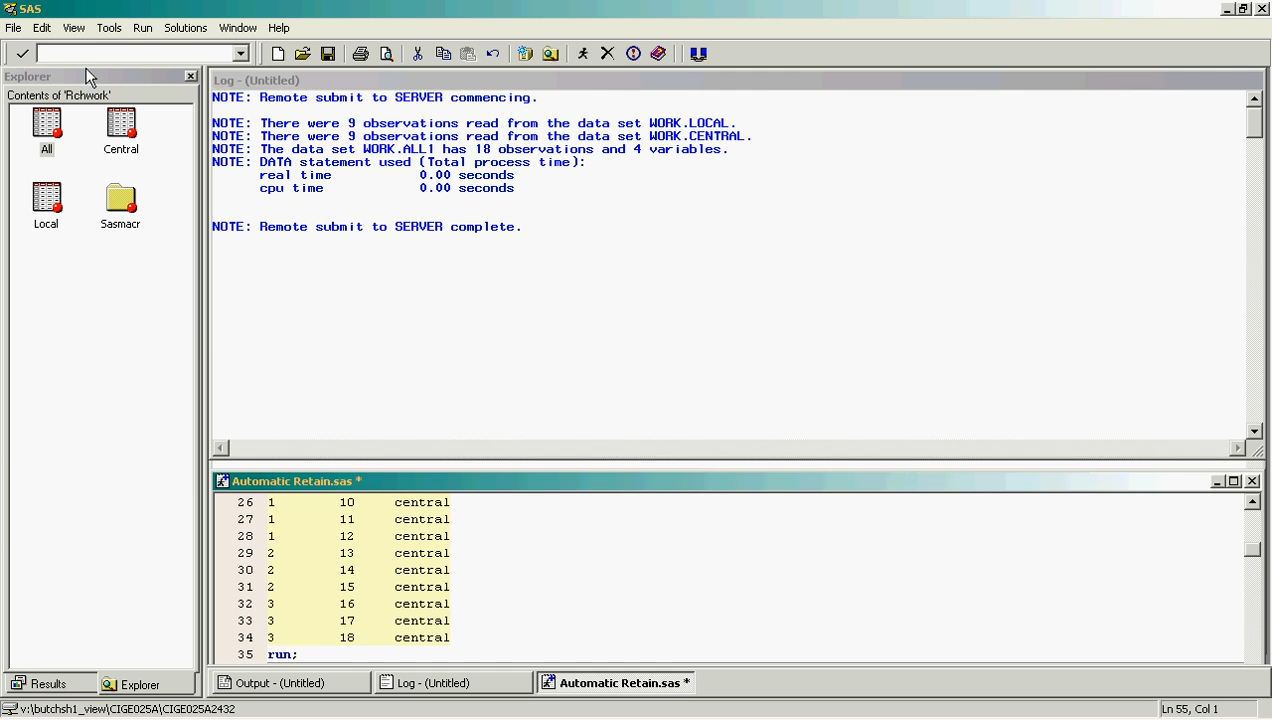 SAS
File Edit View Tools Run Solutions Window Help
Explorer
Contents of 'Rchwork'
All Central
Local Sasmacr
Log - (Untitled)
NOTE: Remote submit to SERVER commencing.
NOTE: There were 9 observations read from the data set WORK.LOCAL.
NOTE: There were 9 observations read from the data set WORK.CENTRAL.
NOTE: The data set WORK.ALL1 has 18 observations and 4 variables.
NOTE: DATA statement used (Total process time):
real time 0.00 seconds
cpu time 0.00 seconds
NOTE: Remote submit to SERVER complete.
Automatic Retain.sas *
26 1 10 central
27 1 11 central
28 1 12 central
29 2 13 central
30 2 14 central
31 2 15 central
32 3 16 central
33 3 17 central
34 3 18 central
35 run;
Results Explorer
Output - (Untitled) Log - (Untitled) Automatic Retain.sas *
v:\butchsh1_view\CIGE025A\CIGE025A2432 Ln 55, Col 1